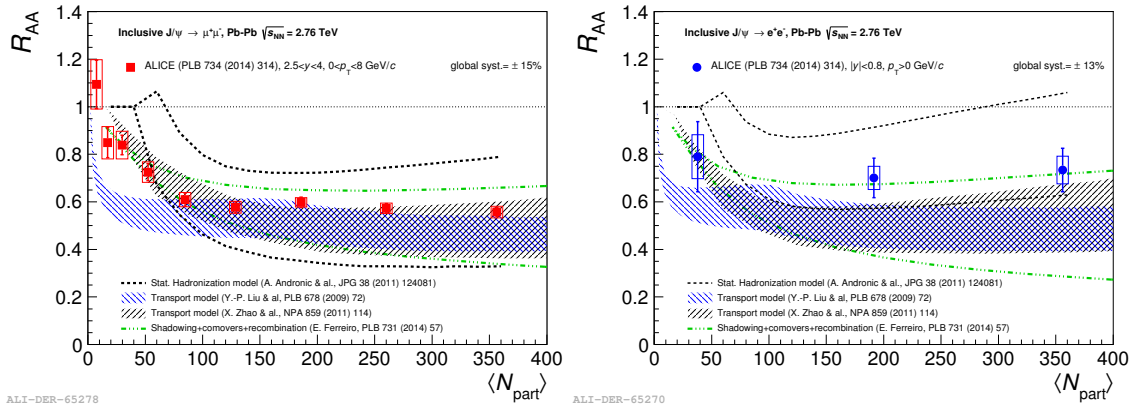 R_AA
Inclusive J/ψ → μ⁺μ⁻, Pb-Pb √s_NN = 2.76 TeV
ALICE (PLB 734 (2014) 314), 2.5<y<4, 0<p_T<8 GeV/c
global syst.= ± 15%
1.4
1.2
1
0.8
0.6
0.4
0.2
0
Stat. Hadronization model (A. Andronic & al., JPG 38 (2011) 124081)
Transport model (Y.-P. Liu & al, PLB 678 (2009) 72)
Transport model (X. Zhao & al., NPA 859 (2011) 114)
Shadowing+comovers+recombination (E. Ferreiro, PLB 731 (2014) 57)
0 50 100 150 200 250 300 350 400
⟨N_part⟩
ALI-DER-65278
R_AA
Inclusive J/ψ → e⁺e⁻, Pb-Pb √s_NN = 2.76 TeV
ALICE (PLB 734 (2014) 314), |y|<0.8, p_T>0 GeV/c
global syst.= ± 13%
1.4
1.2
1
0.8
0.6
0.4
0.2
0
Stat. Hadronization model (A. Andronic & al., JPG 38 (2011) 124081)
Transport model (Y.-P. Liu & al, PLB 678 (2009) 72)
Transport model (X. Zhao & al., NPA 859 (2011) 114)
Shadowing+comovers+recombination (E. Ferreiro, PLB 731 (2014) 57)
0 50 100 150 200 250 300 350 400
⟨N_part⟩
ALI-DER-65270